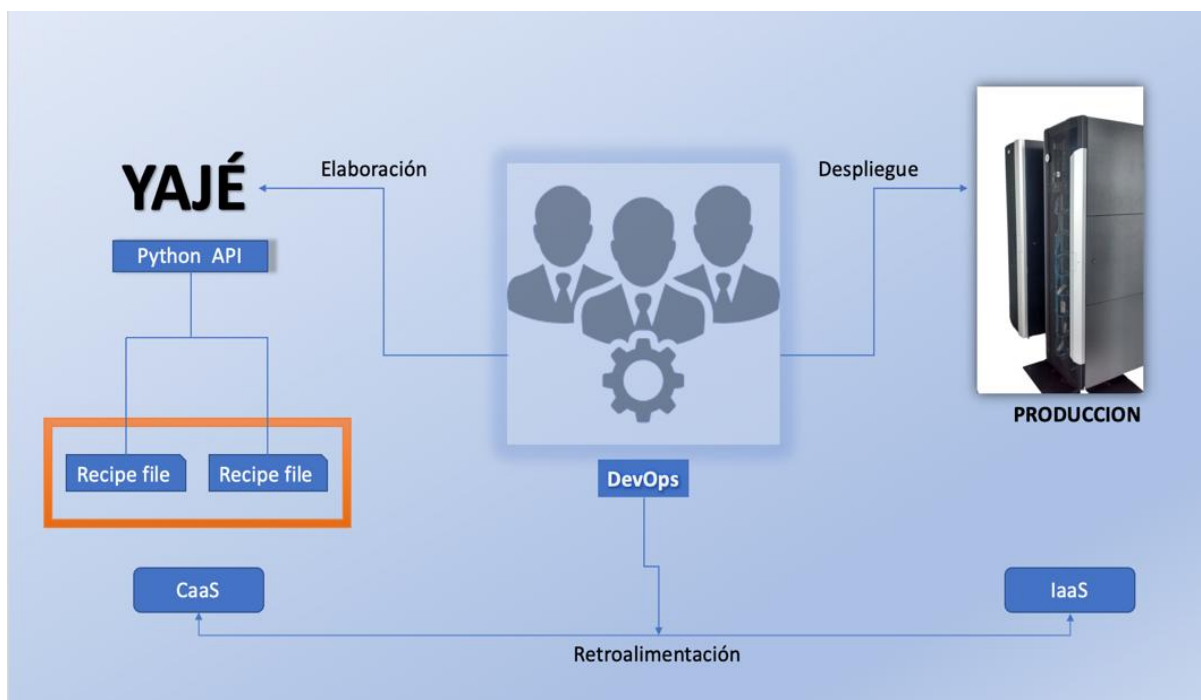 YAJÉ
Python API
Recipe file
Recipe file
Elaboración
DevOps
Despliegue
PRODUCCION
CaaS
IaaS
Retroalimentación